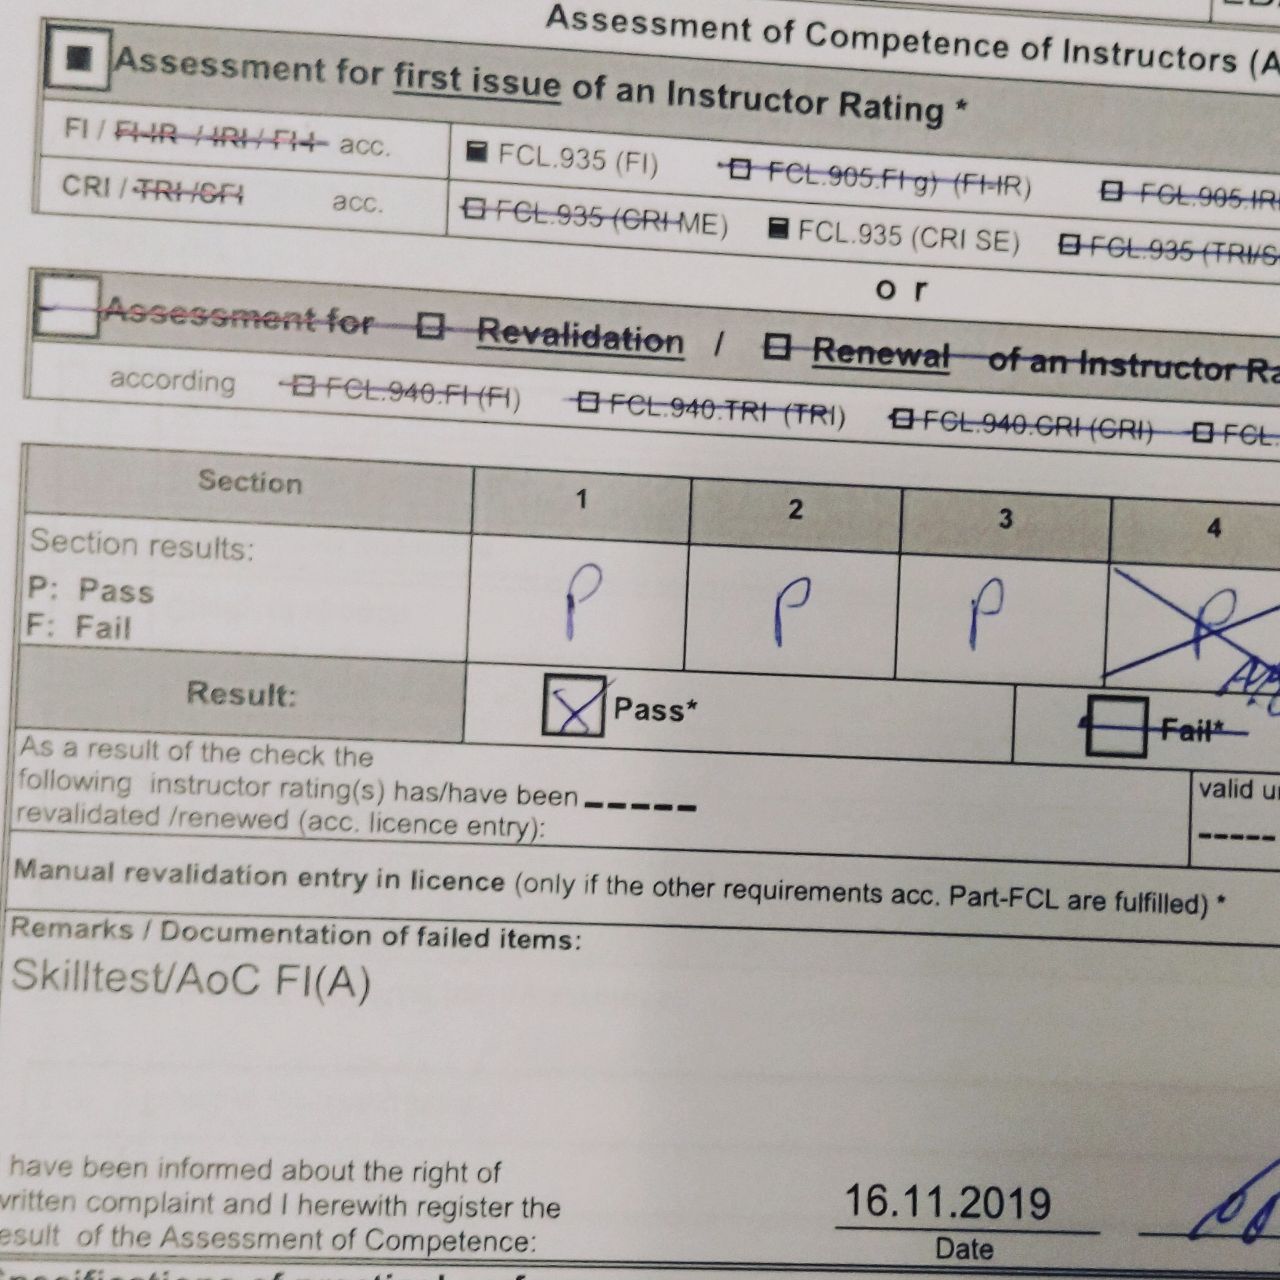 Assessment of Competence of Instructors (A
Assessment for first issue of an Instructor Rating *
FI / FI-IR / IRI / FI-I acc. FCL.935 (FI) FCL.905.FI g) (FI-IR) FCL.905.IRI
CRI / TRI /SFI acc. FCL.935 (CRI ME) FCL.935 (CRI SE) FCL.935 (TRI/S
o r
Assessment for Revalidation / Renewal of an Instructor Ra
according FCL.940.FI (FI) FCL.940.TRI (TRI) FCL.940.CRI (CRI) FCL.
Section 1 2 3 4
Section results:
P: Pass
F: Fail
P P P P
Result: X Pass* Fail*
As a result of the check the
following instructor rating(s) has/have been -----
revalidated /renewed (acc. licence entry):
valid u
-----
Manual revalidation entry in licence (only if the other requirements acc. Part-FCL are fulfilled) *
Remarks / Documentation of failed items:
Skilltest/AoC FI(A)
have been informed about the right of
written complaint and I herewith register the
esult of the Assessment of Competence:
16.11.2019
Date